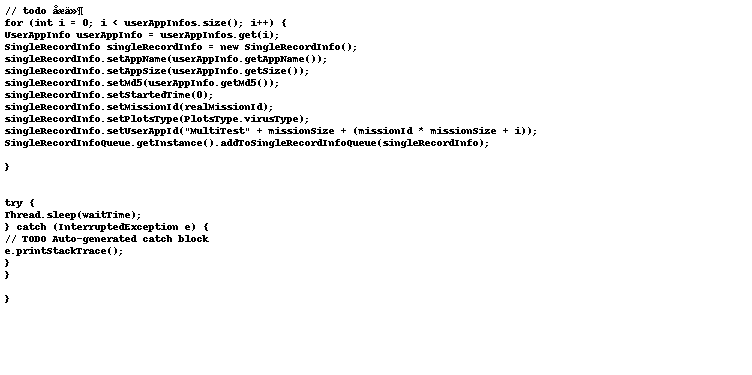 // todo åæä»¶
for (int i = 0; i < userAppInfos.size(); i++) {
UserAppInfo userAppInfo = userAppInfos.get(i);
SingleRecordInfo singleRecordInfo = new SingleRecordInfo();
singleRecordInfo.setAppName(userAppInfo.getAppName());
singleRecordInfo.setAppSize(userAppInfo.getSize());
singleRecordInfo.setMd5(userAppInfo.getMd5());
singleRecordInfo.setStartedTime(0);
singleRecordInfo.setMissionId(realMissionId);
singleRecordInfo.setPlotsType(PlotsType.virusType);
singleRecordInfo.setUserAppId("MultiTest" + missionSize + (missionId * missionSize + i));
SingleRecordInfoQueue.getInstance().addToSingleRecordInfoQueue(singleRecordInfo);
}
try {
Thread.sleep(waitTime);
} catch (InterruptedException e) {
// TODO Auto-generated catch block
e.printStackTrace();
}
}
}